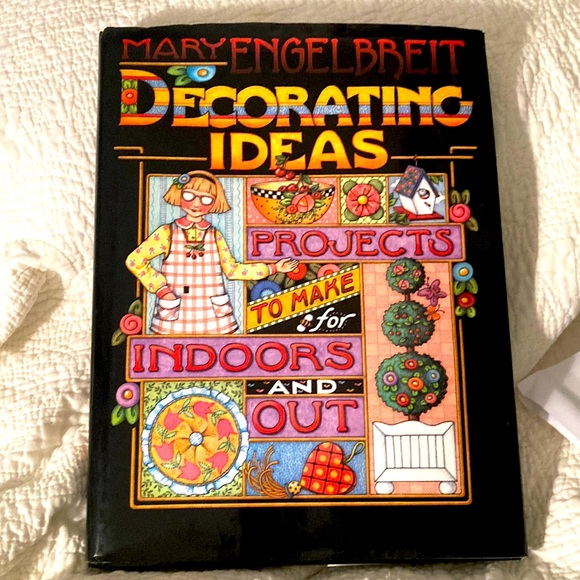 MARY ENGELBREIT
DECORATING
IDEAS
PROJECTS
TO MAKE
for
INDOORS
AND
OUT